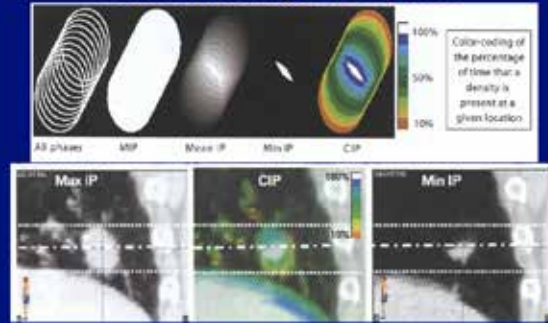 All phases MIP Mean IP Min IP CIP
100%
50%
10%
Color-coding of
the percentage
of time that a
density is
present at a
given location
Max IP CIP Min IP
100%
10%